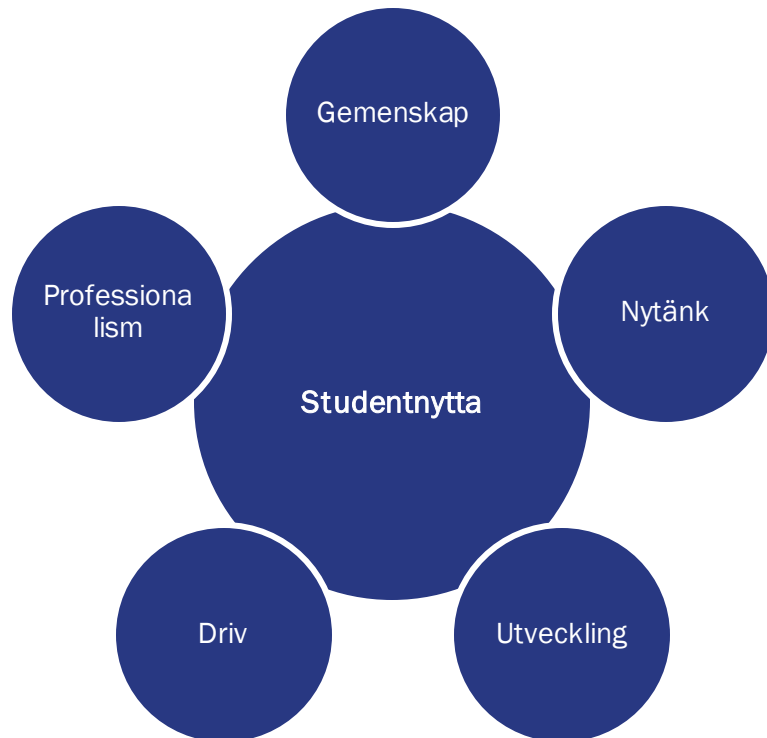 Gemenskap
Professiona
lism
Nytänk
Studentnytta
Driv
Utveckling